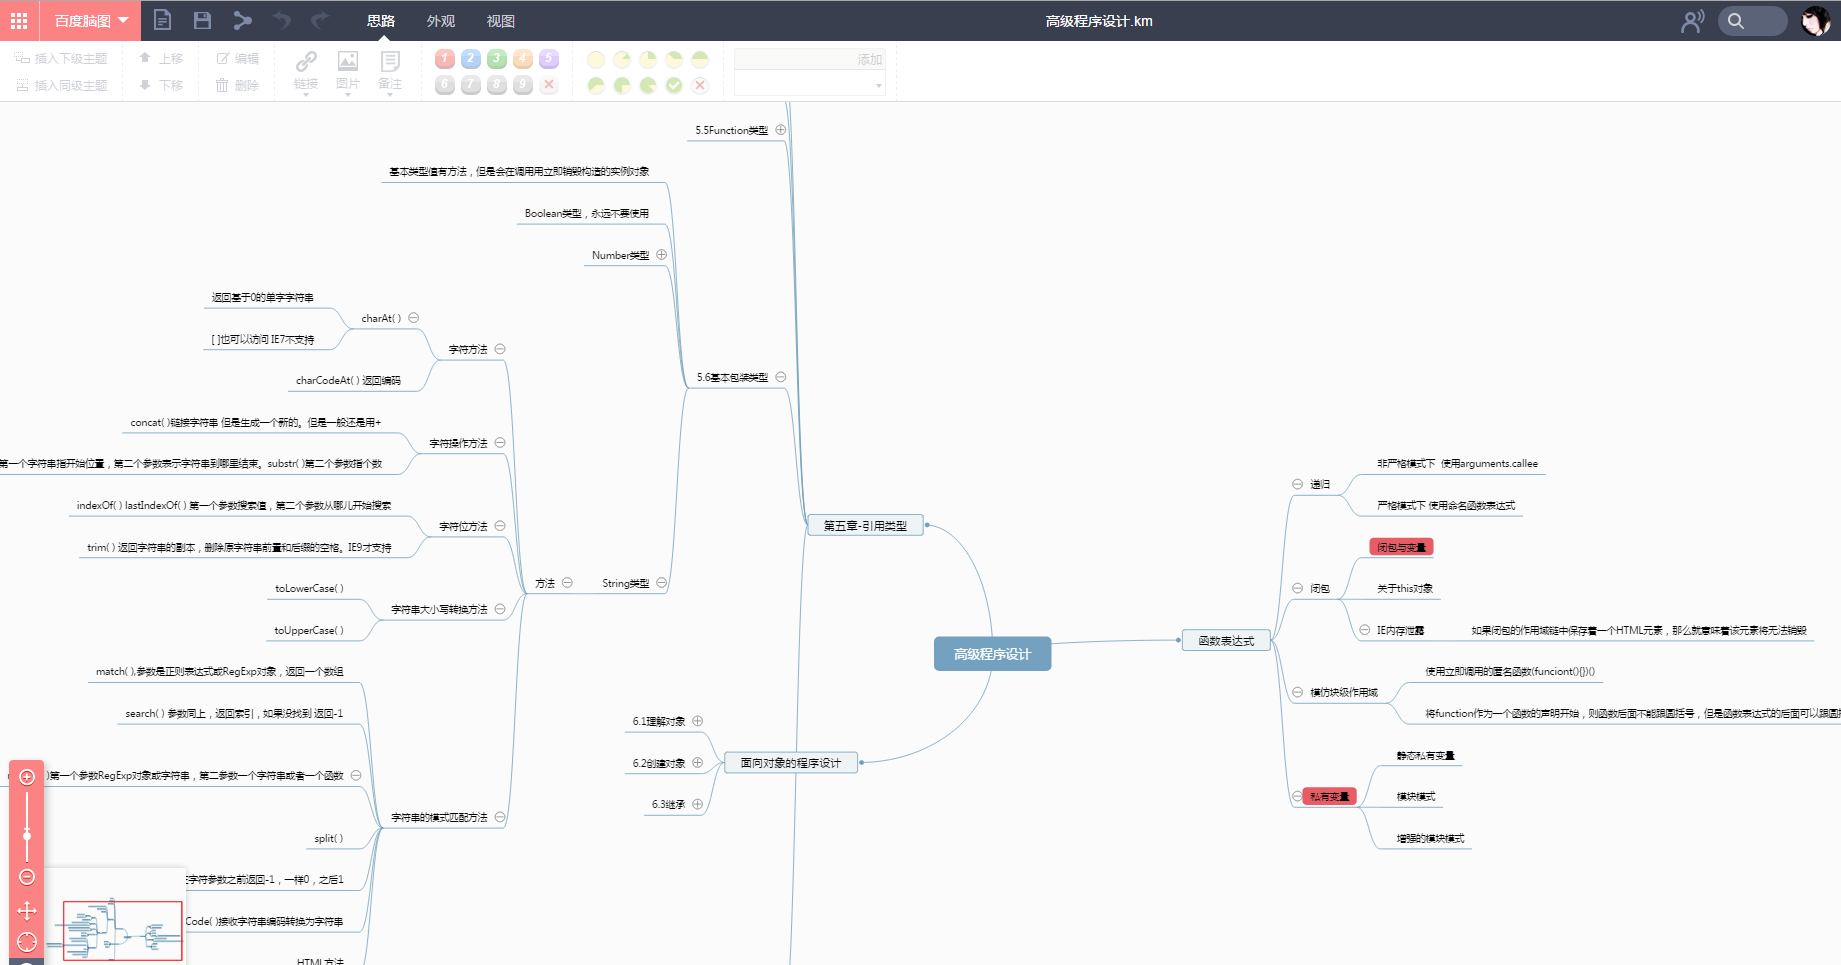 百度脑图
思路
外观
视图
高级程序设计.km
插入下级主题
插入同级主题
上移
下移
编辑
删除
链接
图片
备注
1 2 3 4 5
6 7 8 9
添加
5.5Function类型
基本类型值有方法，但是会在调用用立即销毁构造的实例对象
Boolean类型，永远不要使用
Number类型
返回基于0的单字字符串
charAt( )
[ ]也可以访问 IE7不支持
字符方法
charCodeAt( ) 返回编码
5.6基本包装类型
concat( )链接字符串 但是生成一个新的。但是一般还是用+
字符操作方法
第一个字符串指开始位置，第二个参数表示字符串到哪里结束。substr( )第二个参数指个数
indexOf( ) lastIndexOf( ) 第一个参数搜索值，第二个参数从哪儿开始搜索
字符位方法
trim( ) 返回字符串的副本，删除原字符串前置和后缀的空格。IE9才支持
方法
String类型
toLowerCase( )
字符串大小写转换方法
toUpperCase( )
match( ),参数是正则表达式或RegExp对象，返回一个数组
search( ) 参数同上，返回索引，如果没找到 返回-1
)第一个参数RegExp对象或字符串，第二参数一个字符串或者一个函数
字符串的模式匹配方法
split( )
字符参数之前返回-1，一样0，之后1
Code( )接收字符串编码转换为字符串
HTML方法
第五章-引用类型
高级程序设计
6.1理解对象
6.2创建对象
6.3继承
面向对象的程序设计
函数表达式
递归
非严格模式下 使用arguments.callee
严格模式下 使用命名函数表达式
闭包
闭包与变量
关于this对象
IE内存泄露
如果闭包的作用域链中保存着一个HTML元素，那么就意味着该元素将无法销毁
模仿块级作用域
使用立即调用的匿名函数(funciont(){})()
将function作为一个函数的声明开始，则函数后面不能跟圆括号，但是函数表达式的后面可以跟圆
私有变量
静态私有变量
模块模式
增强的模块模式